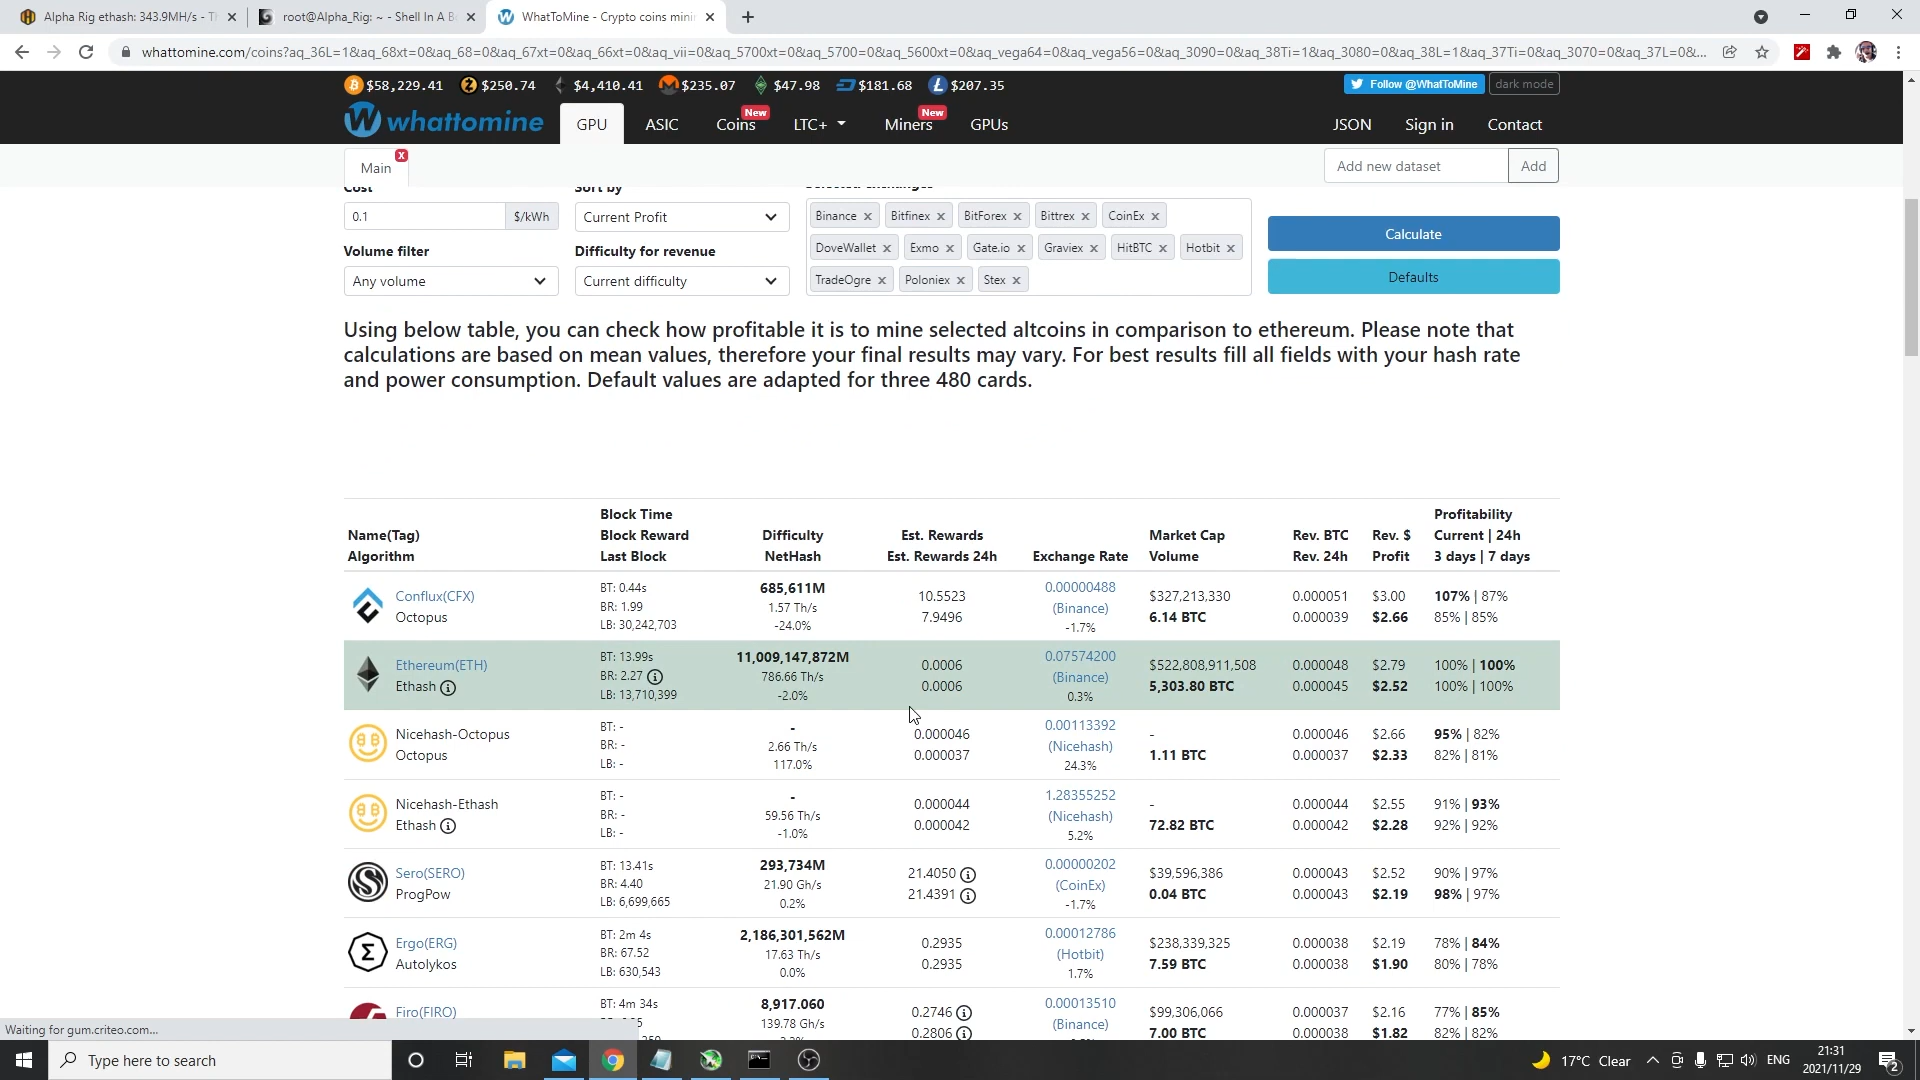 Alpha Rig ethash: 343.9MH/s - T
root@Alpha_Rig: ~ - Shell In A B
WhatToMine - Crypto coins mini
whattomine.com/coins?aq_36L=1&aq_68xt=0&aq_68=0&aq_67xt=0&aq_66xt=0&aq_vii=0&aq_5700xt=0&aq_5700=0&aq_5600xt=0&aq_vega64=0&aq_vega56=0&aq_3090=0&aq_38Ti=1&aq_3080=0&aq_38L=1&aq_37Ti=0&aq_3070=0&aq_37L=0&...
$58,229.41 $250.74 $4,410.41 $235.07 $47.98 $181.68 $207.35
Follow @WhatToMine dark mode
whattomine GPU ASIC Coins New LTC+ Miners New GPUs JSON Sign in Contact
Main x
Add new dataset Add
Cost Sort by Selected exchanges
0.1 $/kWh Current Profit
Binance × Bitfinex × BitForex × Bittrex × CoinEx ×
Calculate
Volume filter Difficulty for revenue
DoveWallet × Exmo × Gate.io × Graviex × HitBTC × Hotbit ×
Any volume Current difficulty
TradeOgre × Poloniex × Stex ×
Defaults
Using below table, you can check how profitable it is to mine selected altcoins in comparison to ethereum. Please note that
calculations are based on mean values, therefore your final results may vary. For best results fill all fields with your hash rate
and power consumption. Default values are adapted for three 480 cards.
Block Time Profitability
Name(Tag) Block Reward Difficulty Est. Rewards Market Cap Rev. BTC Rev. $ Current | 24h
Algorithm Last Block NetHash Est. Rewards 24h Exchange Rate Volume Rev. 24h Profit 3 days | 7 days
BT: 0.44s 685,611M 0.00000488
Conflux(CFX) BR: 1.99 1.57 Th/s 10.5523 (Binance) $327,213,330 0.000051 $3.00 107% | 87%
Octopus LB: 30,242,703 -24.0% 7.9496 -1.7% 6.14 BTC 0.000039 $2.66 85% | 85%
BT: 13.99s 11,009,147,872M 0.07574200
Ethereum(ETH) BR: 2.27 786.66 Th/s 0.0006 (Binance) $522,808,911,508 0.000048 $2.79 100% | 100%
Ethash LB: 13,710,399 -2.0% 0.0006 0.3% 5,303.80 BTC 0.000045 $2.52 100% | 100%
BT: - - 0.00113392
Nicehash-Octopus BR: - 2.66 Th/s 0.000046 (Nicehash) - 0.000046 $2.66 95% | 82%
Octopus LB: - 117.0% 0.000037 24.3% 1.11 BTC 0.000037 $2.33 82% | 81%
BT: - - 1.28355252
Nicehash-Ethash BR: - 59.56 Th/s 0.000044 (Nicehash) - 0.000044 $2.55 91% | 93%
Ethash LB: - -1.0% 0.000042 5.2% 72.82 BTC 0.000042 $2.28 92% | 92%
BT: 13.41s 293,734M 0.00000202
Sero(SERO) BR: 4.40 21.90 Gh/s 21.4050 (CoinEx) $39,596,386 0.000043 $2.52 90% | 97%
ProgPow LB: 6,699,665 0.2% 21.4391 -1.7% 0.04 BTC 0.000043 $2.19 98% | 97%
BT: 2m 4s 2,186,301,562M 0.00012786
Ergo(ERG) BR: 67.52 17.63 Th/s 0.2935 (Hotbit) $238,339,325 0.000038 $2.19 78% | 84%
Autolykos LB: 630,543 0.0% 0.2935 1.7% 7.59 BTC 0.000038 $1.90 80% | 78%
BT: 4m 34s 8,917.060 0.00013510
Firo(FIRO) 139.78 Gh/s 0.2746 (Binance) $99,306,066 0.000037 $2.16 77% | 85%
0.2806 7.00 BTC 0.000038 $1.82 82% | 82%
Waiting for gum.criteo.com...
Type here to search
17°C Clear ENG 21:31
2021/11/29 2